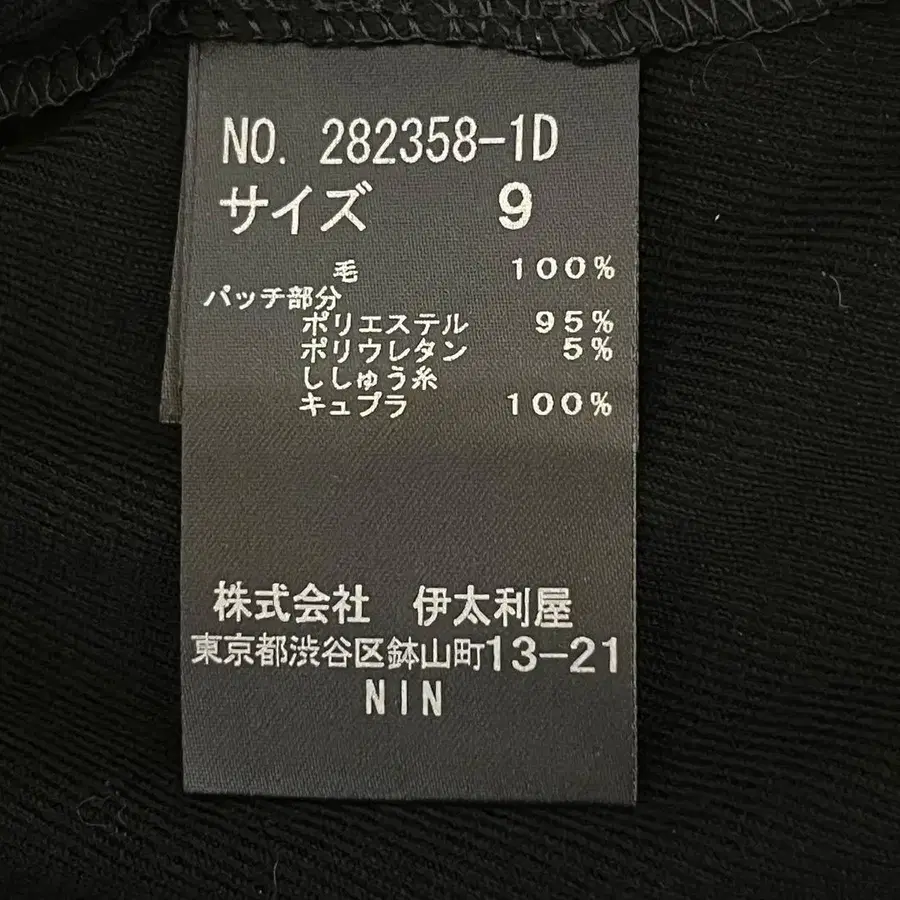 NO. 282358-1D
サイズ 9
毛 100%
パッチ部分
ポリエステル 95%
ポリウレタン 5%
ししゅう糸
キュプラ 100%
株式会社 伊太利屋
東京都渋谷区鉢山町13-21
NIN